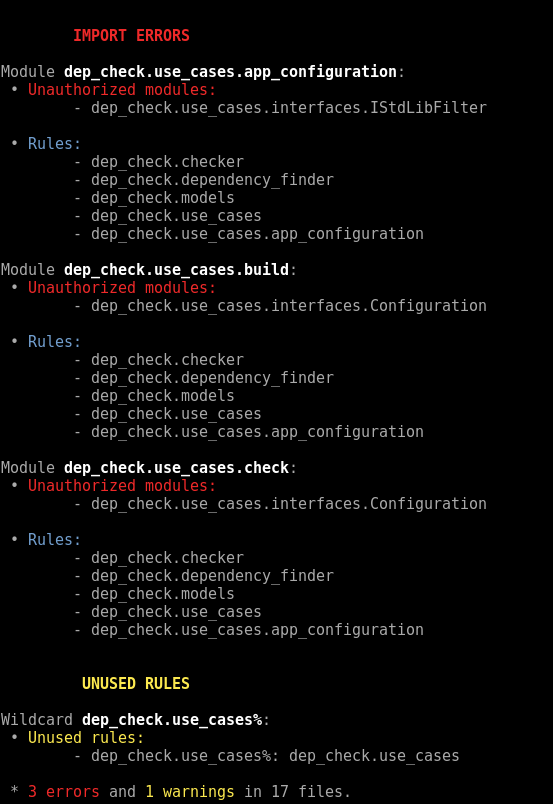 IMPORT ERRORS
Module dep_check.use_cases.app_configuration:
• Unauthorized modules:
- dep_check.use_cases.interfaces.IStdLibFilter
• Rules:
- dep_check.checker
- dep_check.dependency_finder
- dep_check.models
- dep_check.use_cases
- dep_check.use_cases.app_configuration
Module dep_check.use_cases.build:
• Unauthorized modules:
- dep_check.use_cases.interfaces.Configuration
• Rules:
- dep_check.checker
- dep_check.dependency_finder
- dep_check.models
- dep_check.use_cases
- dep_check.use_cases.app_configuration
Module dep_check.use_cases.check:
• Unauthorized modules:
- dep_check.use_cases.interfaces.Configuration
• Rules:
- dep_check.checker
- dep_check.dependency_finder
- dep_check.models
- dep_check.use_cases
- dep_check.use_cases.app_configuration
UNUSED RULES
Wildcard dep_check.use_cases%:
• Unused rules:
- dep_check.use_cases%: dep_check.use_cases
* 3 errors and 1 warnings in 17 files.